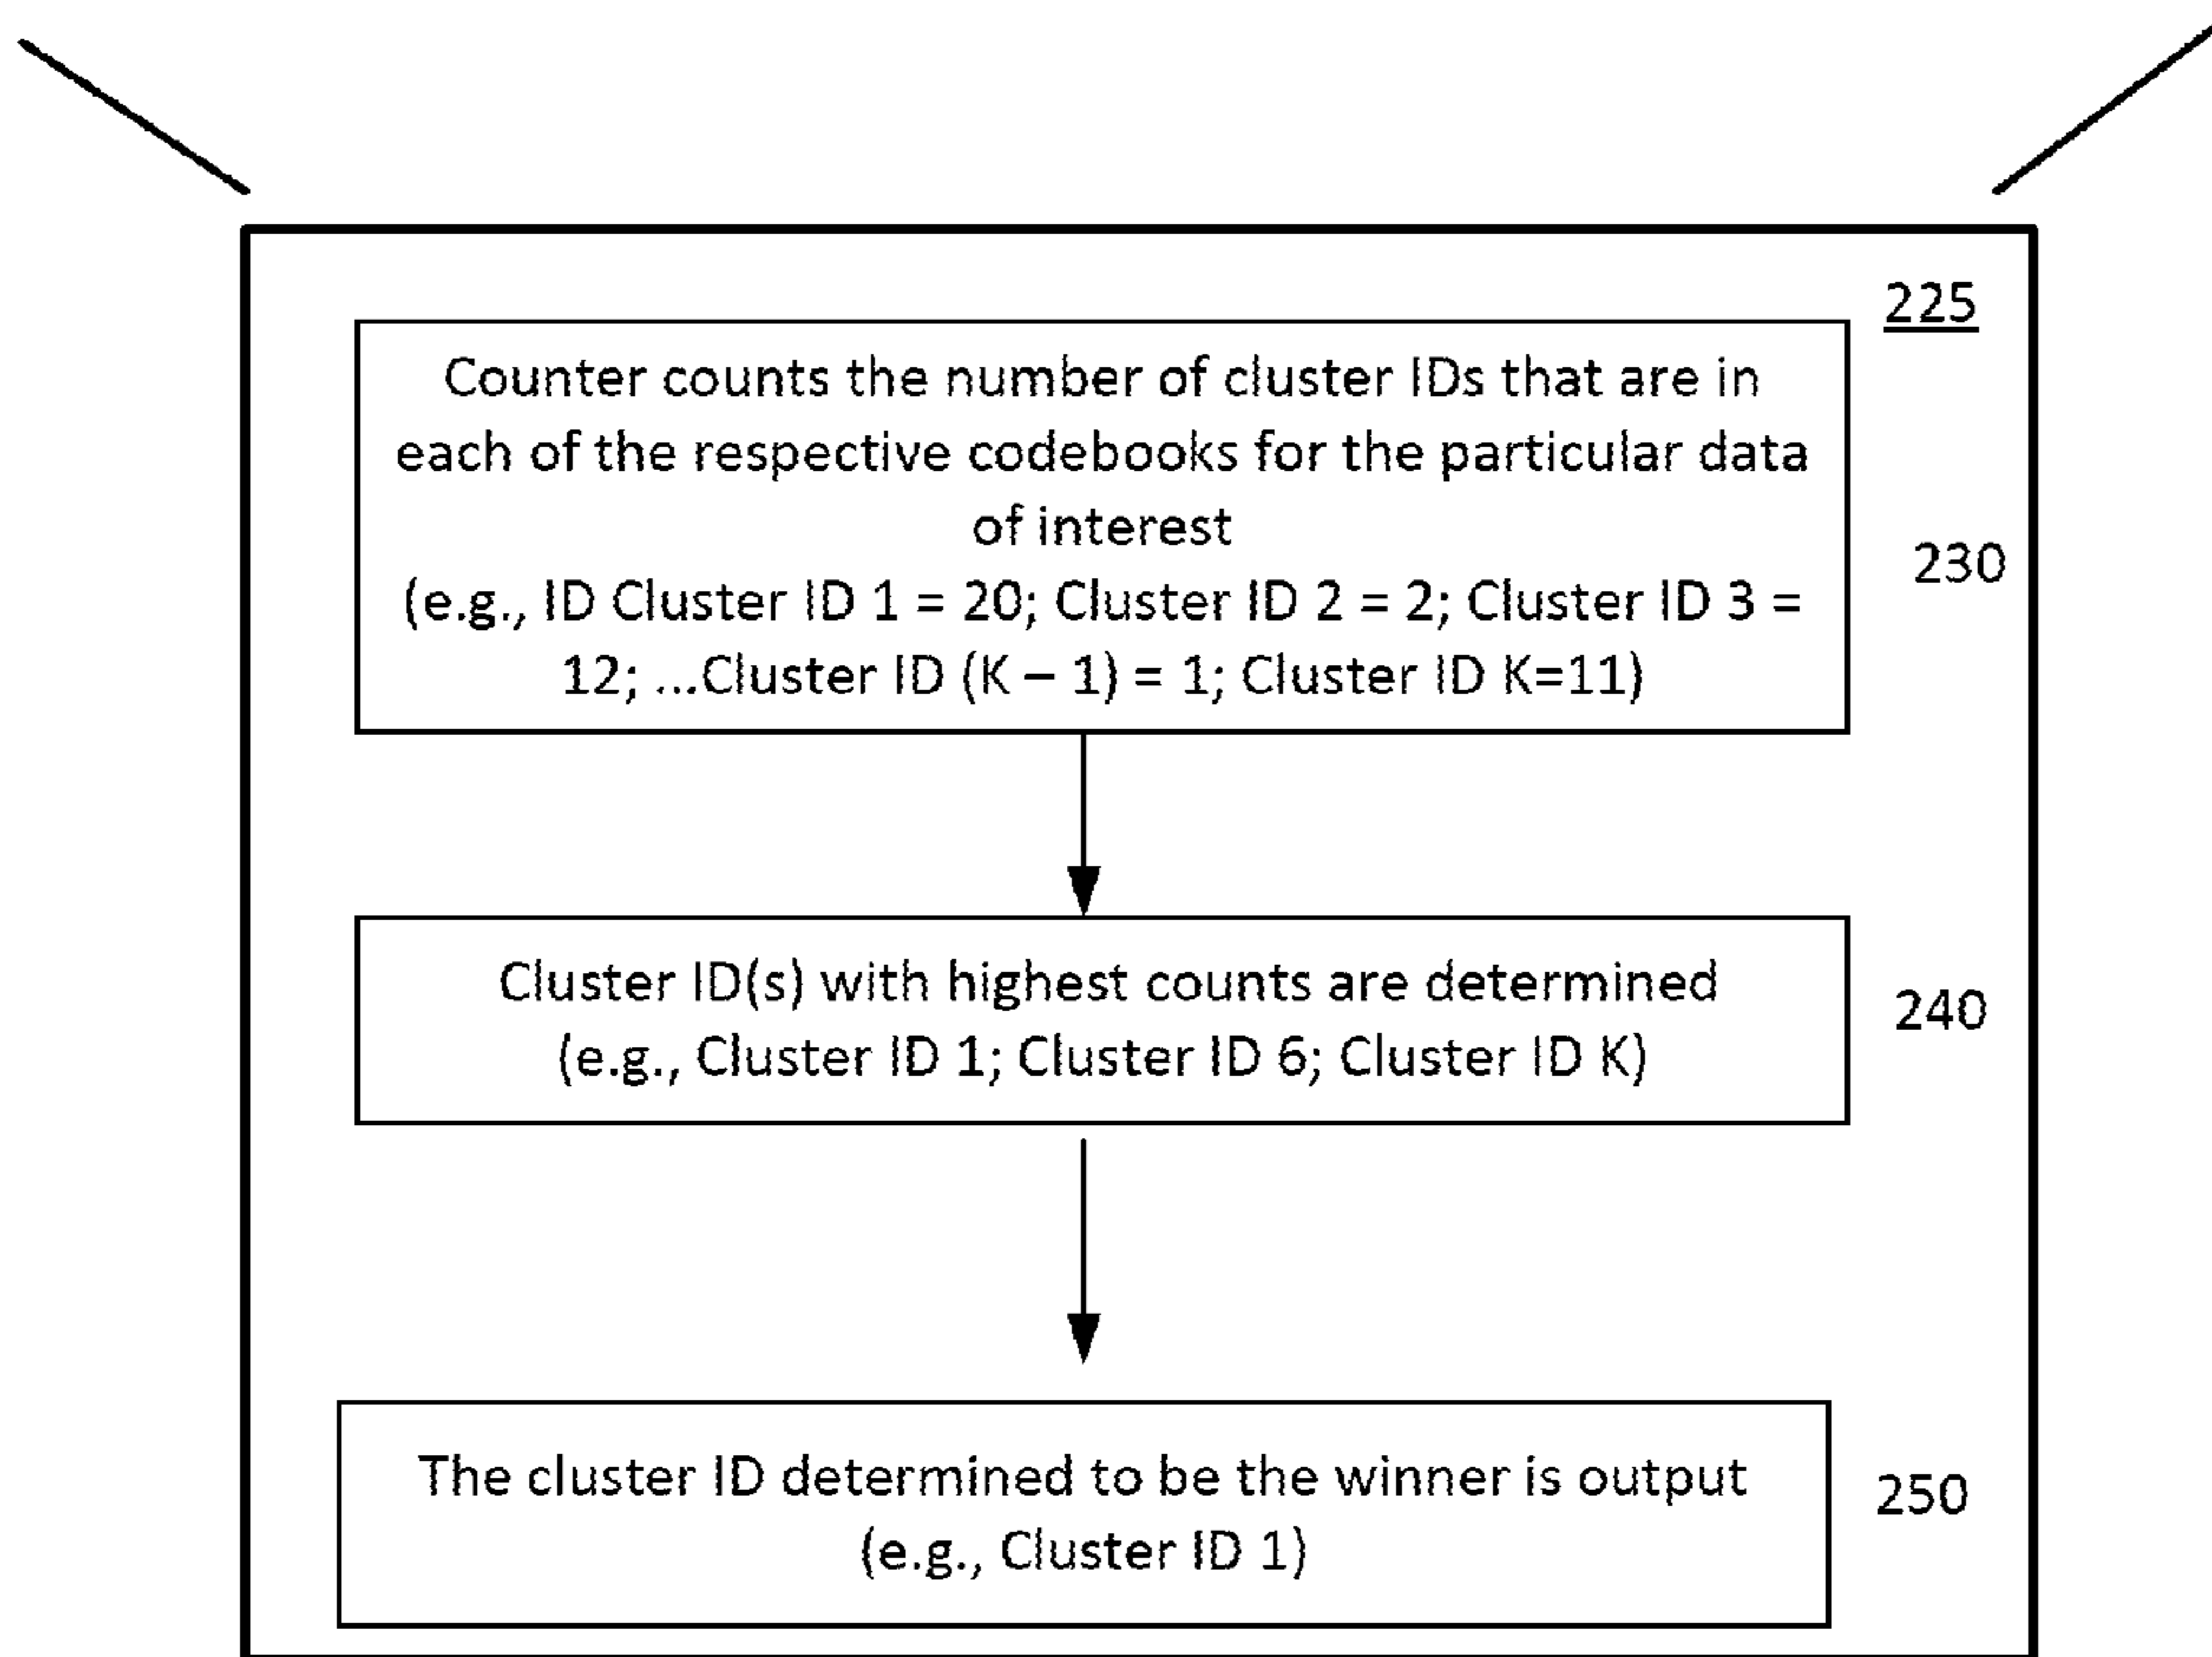 225
Counter counts the number of cluster IDs that are in
each of the respective codebooks for the particular data
of interest
(e.g., ID Cluster ID 1 = 20; Cluster ID 2 = 2; Cluster ID 3 =
12; ...Cluster ID (K – 1) = 1; Cluster ID K=11)
230
Cluster ID(s) with highest counts are determined
(e.g., Cluster ID 1; Cluster ID 6; Cluster ID K)
240
The cluster ID determined to be the winner is output
(e.g., Cluster ID 1)
250